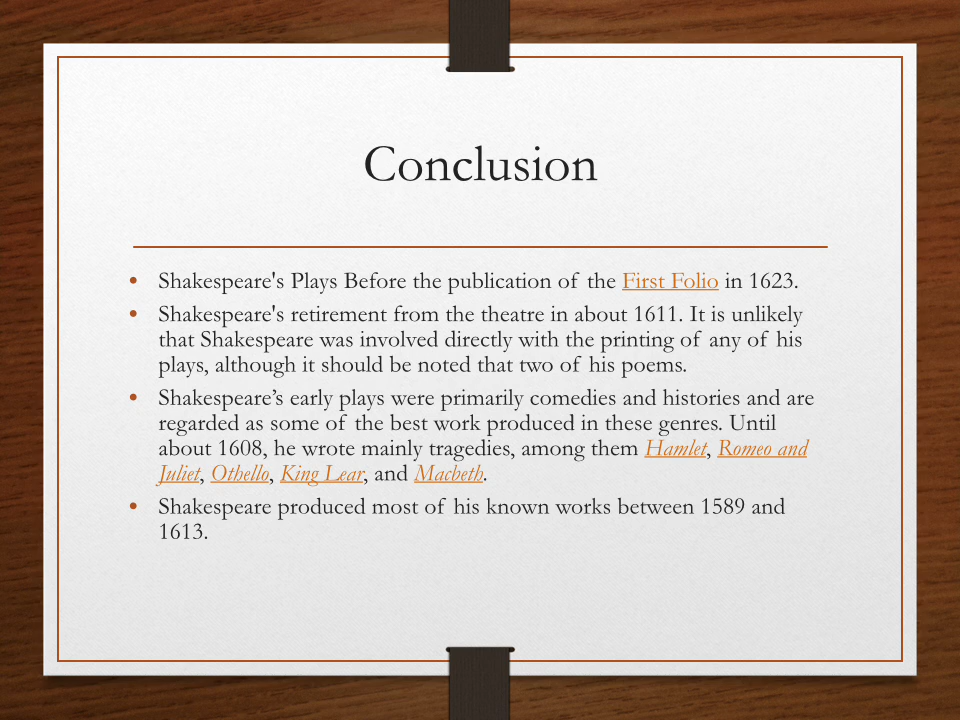 Conclusion
• Shakespeare's Plays Before the publication of the First Folio in 1623.
• Shakespeare's retirement from the theatre in about 1611. It is unlikely
that Shakespeare was involved directly with the printing of any of his
plays, although it should be noted that two of his poems.
• Shakespeare’s early plays were primarily comedies and histories and are
regarded as some of the best work produced in these genres. Until
about 1608, he wrote mainly tragedies, among them Hamlet, Romeo and
Juliet, Othello, King Lear, and Macbeth.
• Shakespeare produced most of his known works between 1589 and
1613.